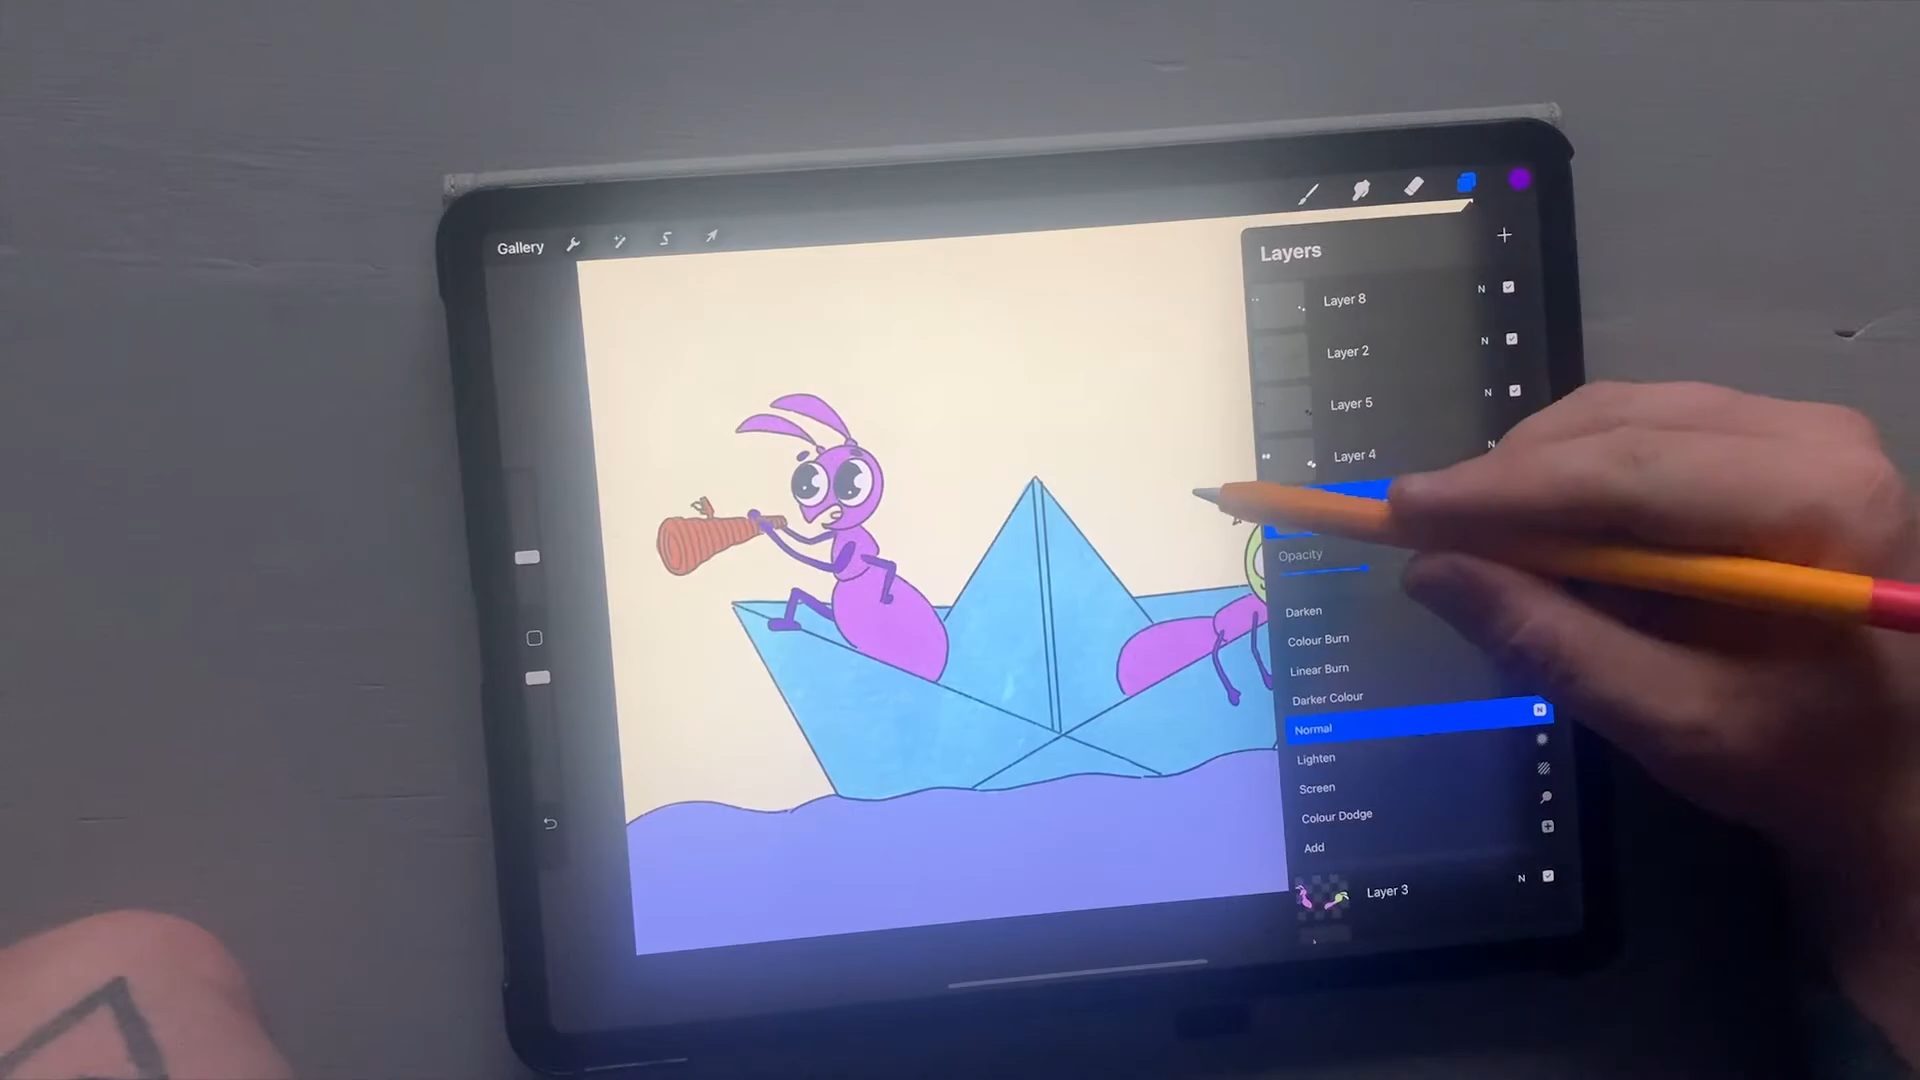 Gallery
Layers
Layer 8 N
Layer 2 N
Layer 5 N
Layer 4 N
Opacity
Darken
Colour Burn
Linear Burn
Darker Colour
Normal N
Lighten
Screen
Colour Dodge
Add
Layer 3 N